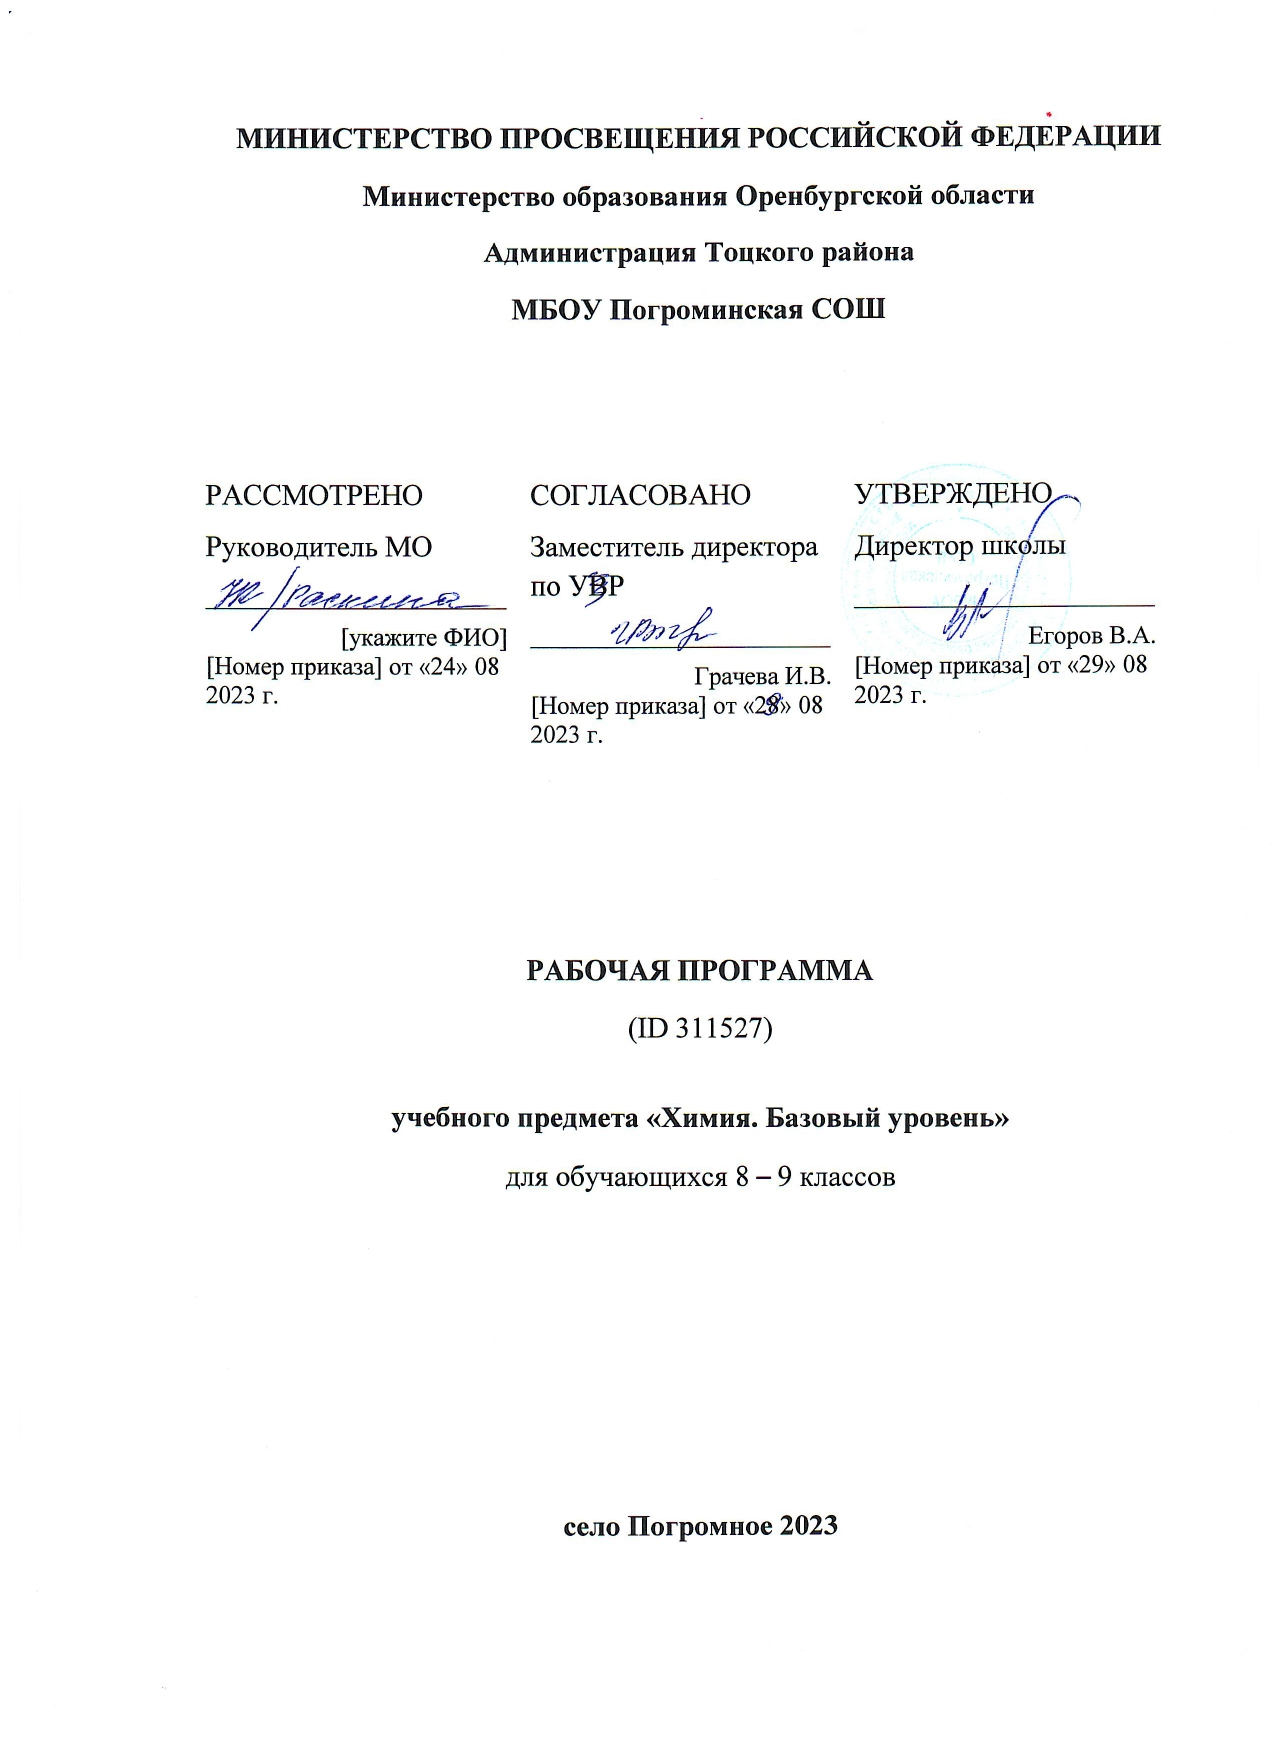 МИНИСТЕРСТВО ПРОСВЕЩЕНИЯ РОССИЙСКОЙ ФЕДЕРАЦИИ
Министерство образования Оренбургской области
Администрация Тоцкого района
МБОУ Погроминская СОШ
РАССМОТРЕНО
Руководитель МО
/Раскина
[укажите ФИО]
[Номер приказа] от «24» 08
2023 г.
СОГЛАСОВАНО
Заместитель директора
по УВР
Грачева И.В.
[Номер приказа] от «28» 08
2023 г.
УТВЕРЖДЕНО
Директор школы
Егоров В.А.
[Номер приказа] от «29» 08
2023 г.
РАБОЧАЯ ПРОГРАММА
(ID 311527)
учебного предмета «Химия. Базовый уровень»
для обучающихся 8 – 9 классов
село Погромное 2023